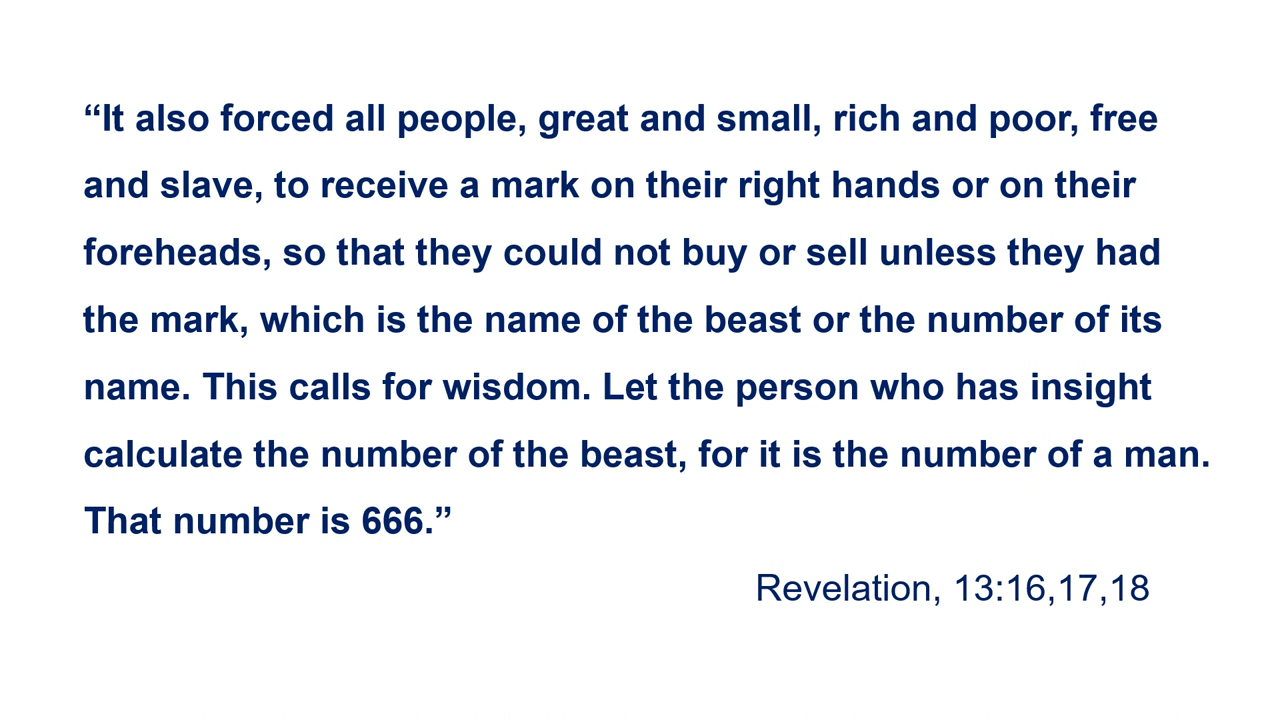 “It also forced all people, great and small, rich and poor, free
and slave, to receive a mark on their right hands or on their
foreheads, so that they could not buy or sell unless they had
the mark, which is the name of the beast or the number of its
name. This calls for wisdom. Let the person who has insight
calculate the number of the beast, for it is the number of a man.
That number is 666.”
Revelation, 13:16,17,18